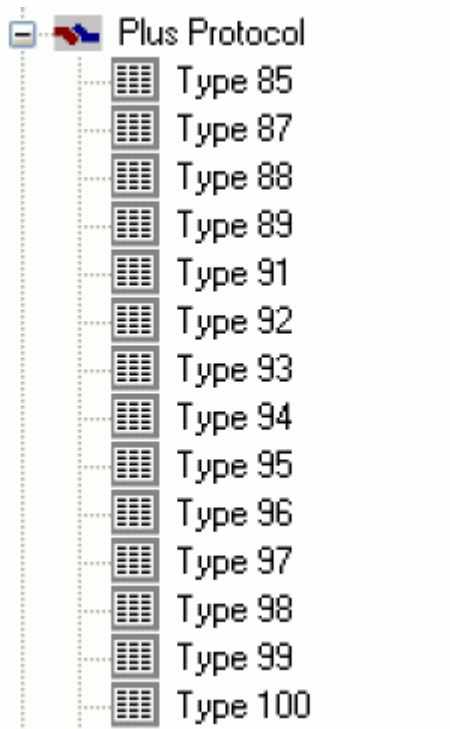 Plus Protocol
Type 85
Type 87
Type 88
Type 89
Type 91
Type 92
Type 93
Type 94
Type 95
Type 96
Type 97
Type 98
Type 99
Type 100